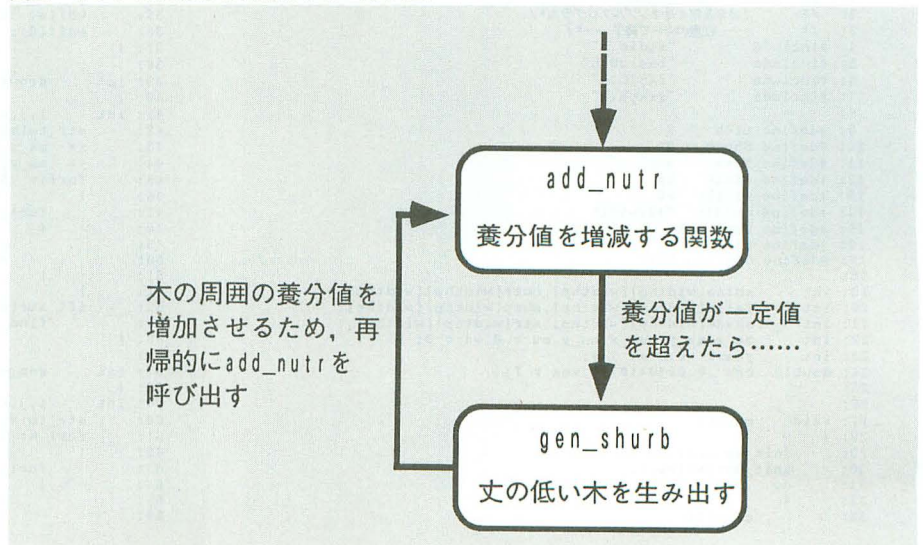 add_nutr
養分値を増減する関数
木の周囲の養分値を
増加させるため，再
帰的にadd_nutrを
呼び出す
養分値が一定値
を超えたら……
gen_shurb
丈の低い木を生み出す